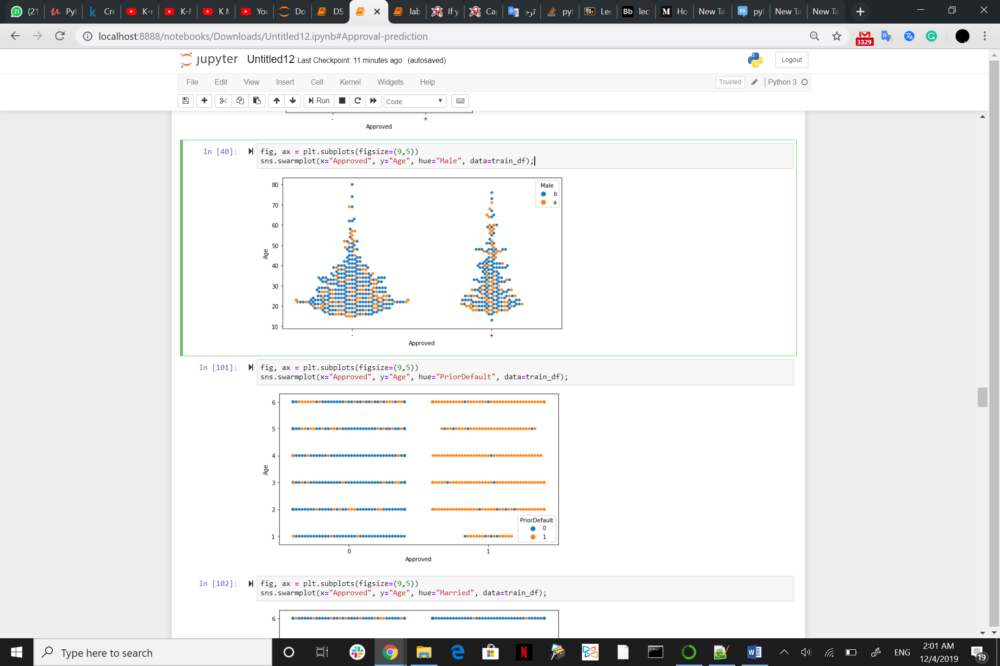 (21
Pyt
Cre
K-r
K-N
K N
You
Do
DS
lab
If y
Ca
ترج
pyt
Lec
lec
Ho
New Ta
pyt
New Ta
New Ta
localhost:8888/notebooks/Downloads/Untitled12.ipynb#Approval-prediction
3329
jupyter Untitled12 Last Checkpoint: 11 minutes ago (autosaved)
Logout
File Edit View Insert Cell Kernel Widgets Help
Trusted
Python 3
Run
Code
- +
Approved
In [40]:
fig, ax = plt.subplots(figsize=(9,5))
sns.swarmplot(x="Approved", y="Age", hue="Male", data=train_df);
80
70
60
50
40
30
20
10
Age
Male
b
a
- +
Approved
In [101]:
fig, ax = plt.subplots(figsize=(9,5))
sns.swarmplot(x="Approved", y="Age", hue="PriorDefault", data=train_df);
6
5
4
3
2
1
Age
PriorDefault
0
1
0 1
Approved
In [102]:
fig, ax = plt.subplots(figsize=(9,5))
sns.swarmplot(x="Approved", y="Age", hue="Married", data=train_df);
6
Type here to search
ENG
2:01 AM
12/4/2019
19